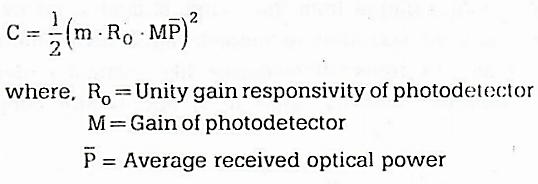 C = 1/2 (m · R₀ · MP̄)²
where, R₀ = Unity gain responsivity of photodetector
M = Gain of photodetector
P̄ = Average received optical power